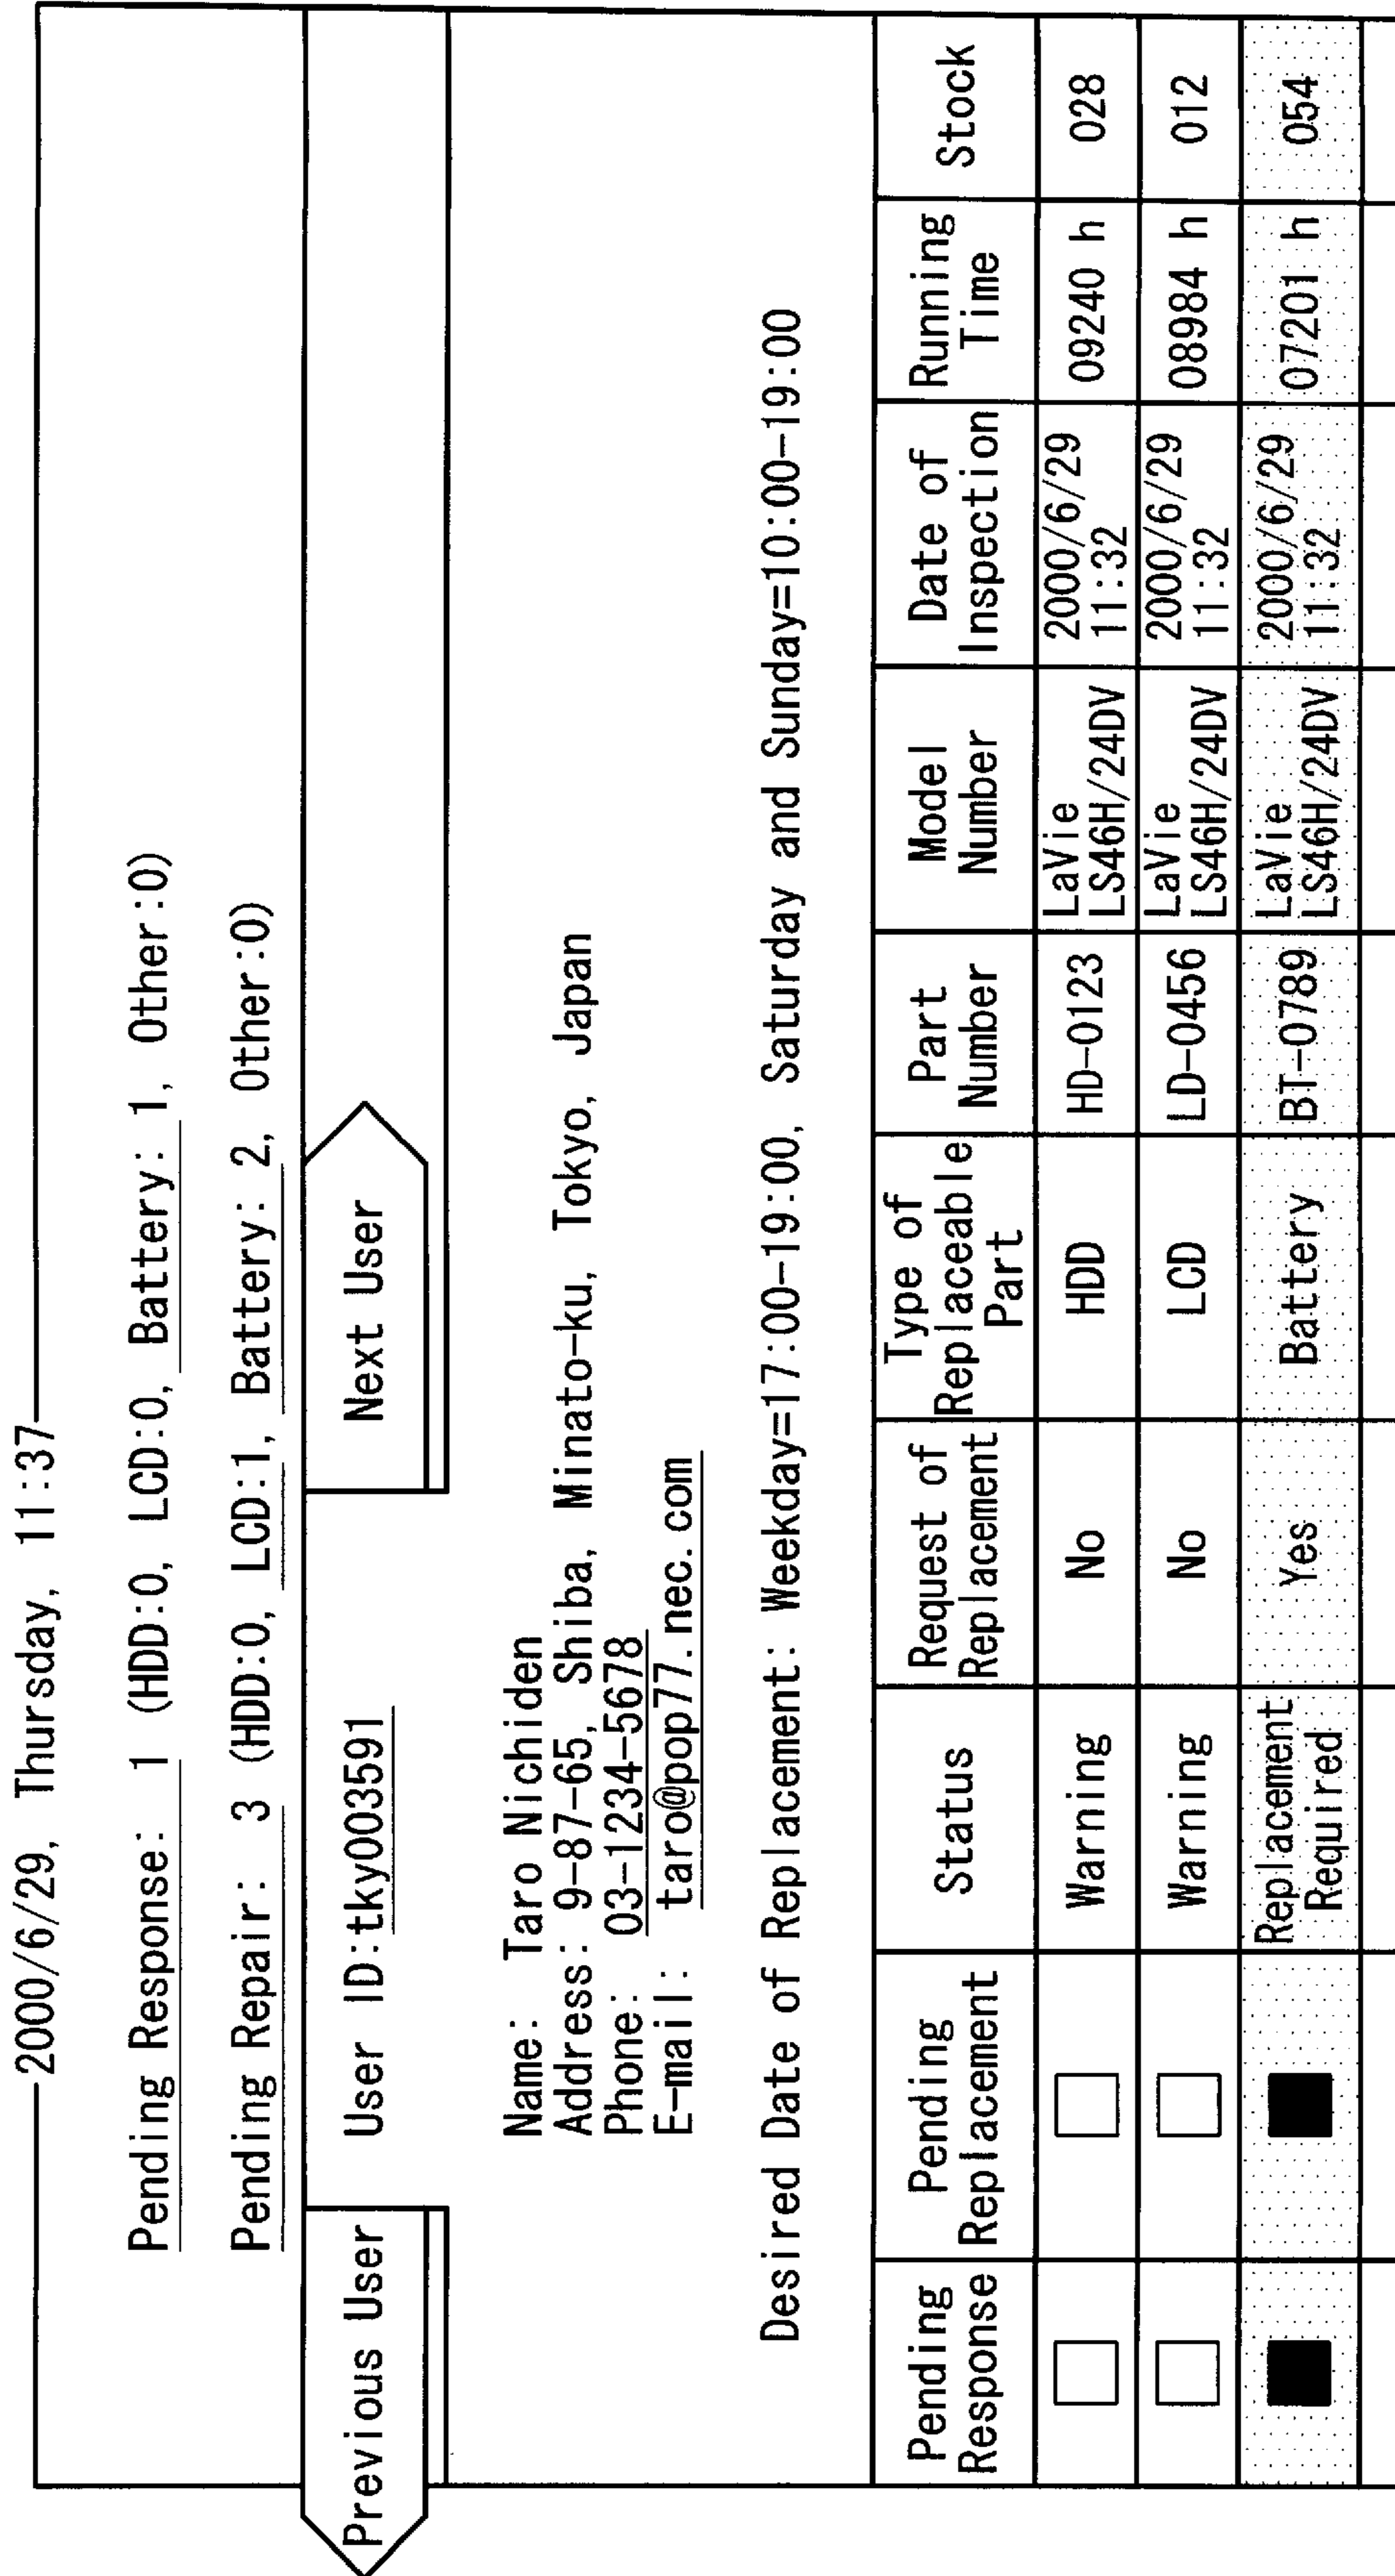 2000/6/29, Thursday, 11:37
Pending Response: 1 (HDD:0, LCD:0, Battery: 1, Other:0)
Pending Repair: 3 (HDD:0, LCD:1, Battery: 2, Other:0)
Previous User User ID:tky003591 Next User
Name: Taro Nichiden
Address: 9-87-65, Shiba, Minato-ku, Tokyo, Japan
Phone: 03-1234-5678
E-mail: taro@pop77.nec.com
Desired Date of Replacement: Weekday=17:00-19:00, Saturday and Sunday=10:00-19:00
Pending Response Pending Replacement Status Request of Replacement Type of Replaceable Part Part Number Model Number Date of Inspection Running Time Stock
Warning No HDD HD-0123 LaVie LS46H/24DV 2000/6/29 11:32 09240 h 028
Warning No LCD LD-0456 LaVie LS46H/24DV 2000/6/29 11:32 08984 h 012
Replacement Required Yes Battery BT-0789 LaVie LS46H/24DV 2000/6/29 11:32 07201 h 054